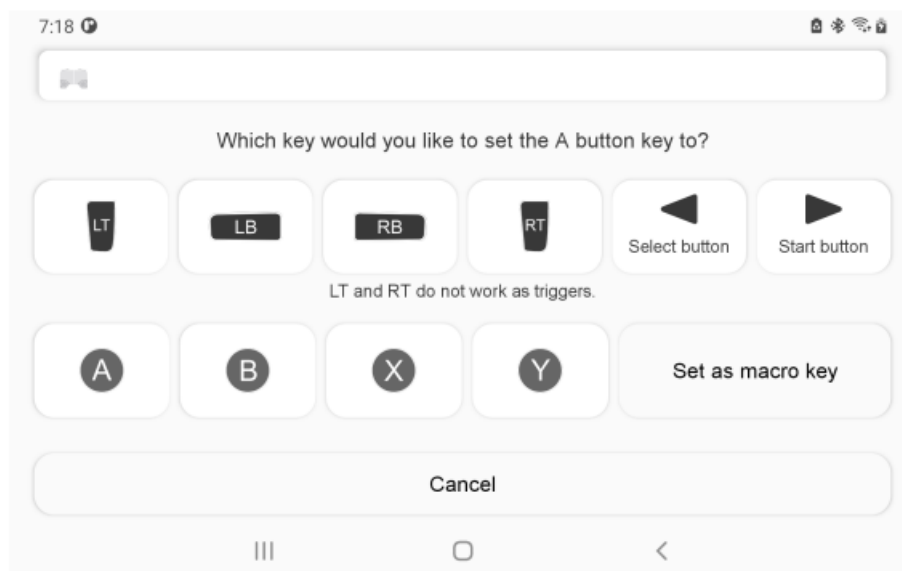 7:18
Which key would you like to set the A button key to?
LT LB RB RT
Select button Start button
LT and RT do not work as triggers.
A B X Y Set as macro key
Cancel